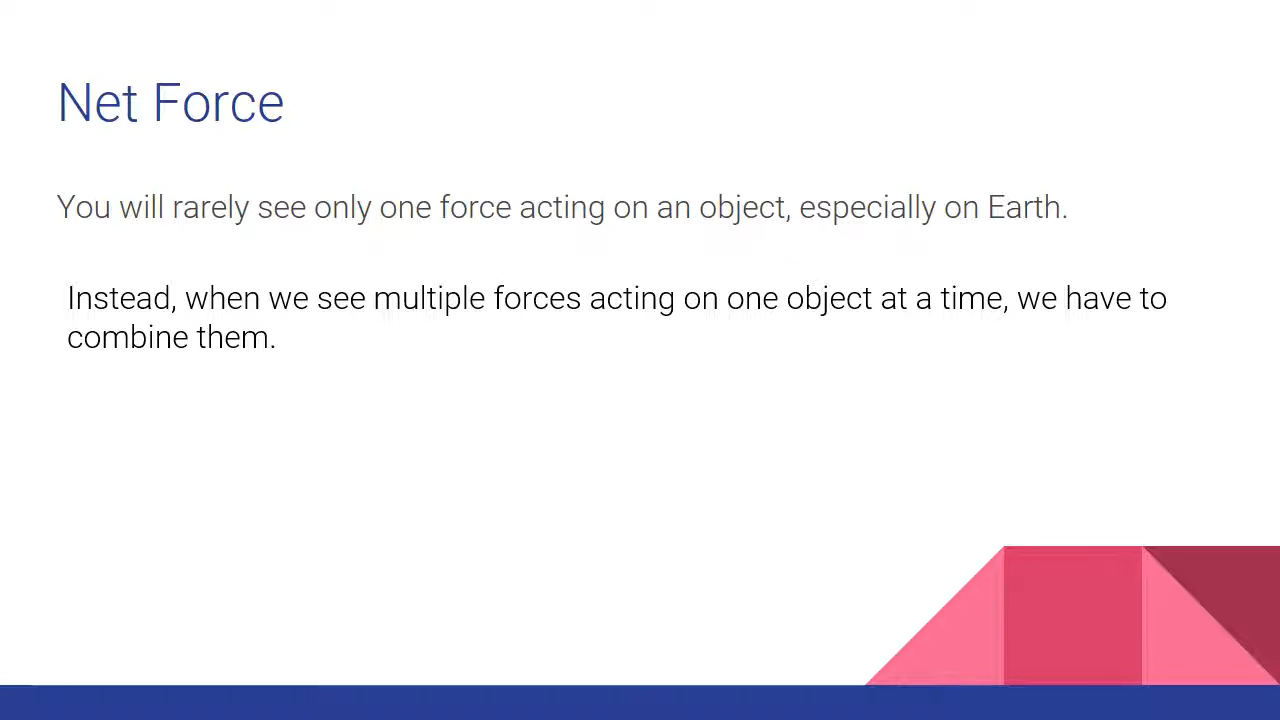 Net Force
You will rarely see only one force acting on an object, especially on Earth.
Instead, when we see multiple forces acting on one object at a time, we have to
combine them.